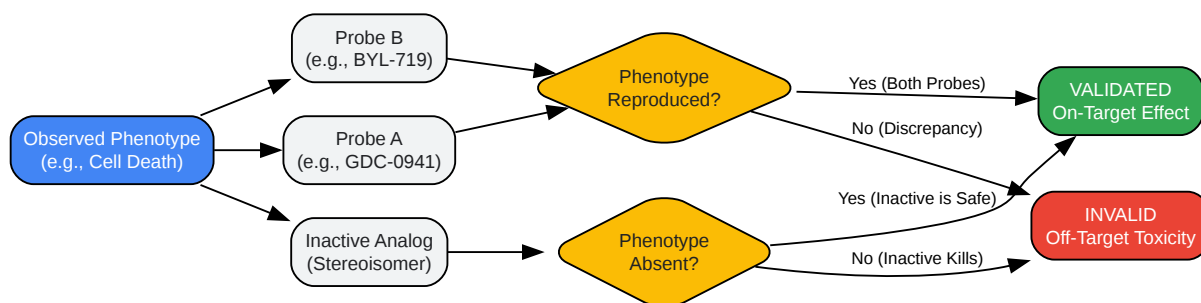 Observed Phenotype
(e.g., Cell Death)
Probe B
(e.g., BYL-719)
Probe A
(e.g., GDC-0941)
Inactive Analog
(Stereoisomer)
Phenotype
Reproduced?
Phenotype
Absent?
Yes (Both Probes)
No (Discrepancy)
Yes (Inactive is Safe)
No (Inactive Kills)
VALIDATED
On-Target Effect
INVALID
Off-Target Toxicity